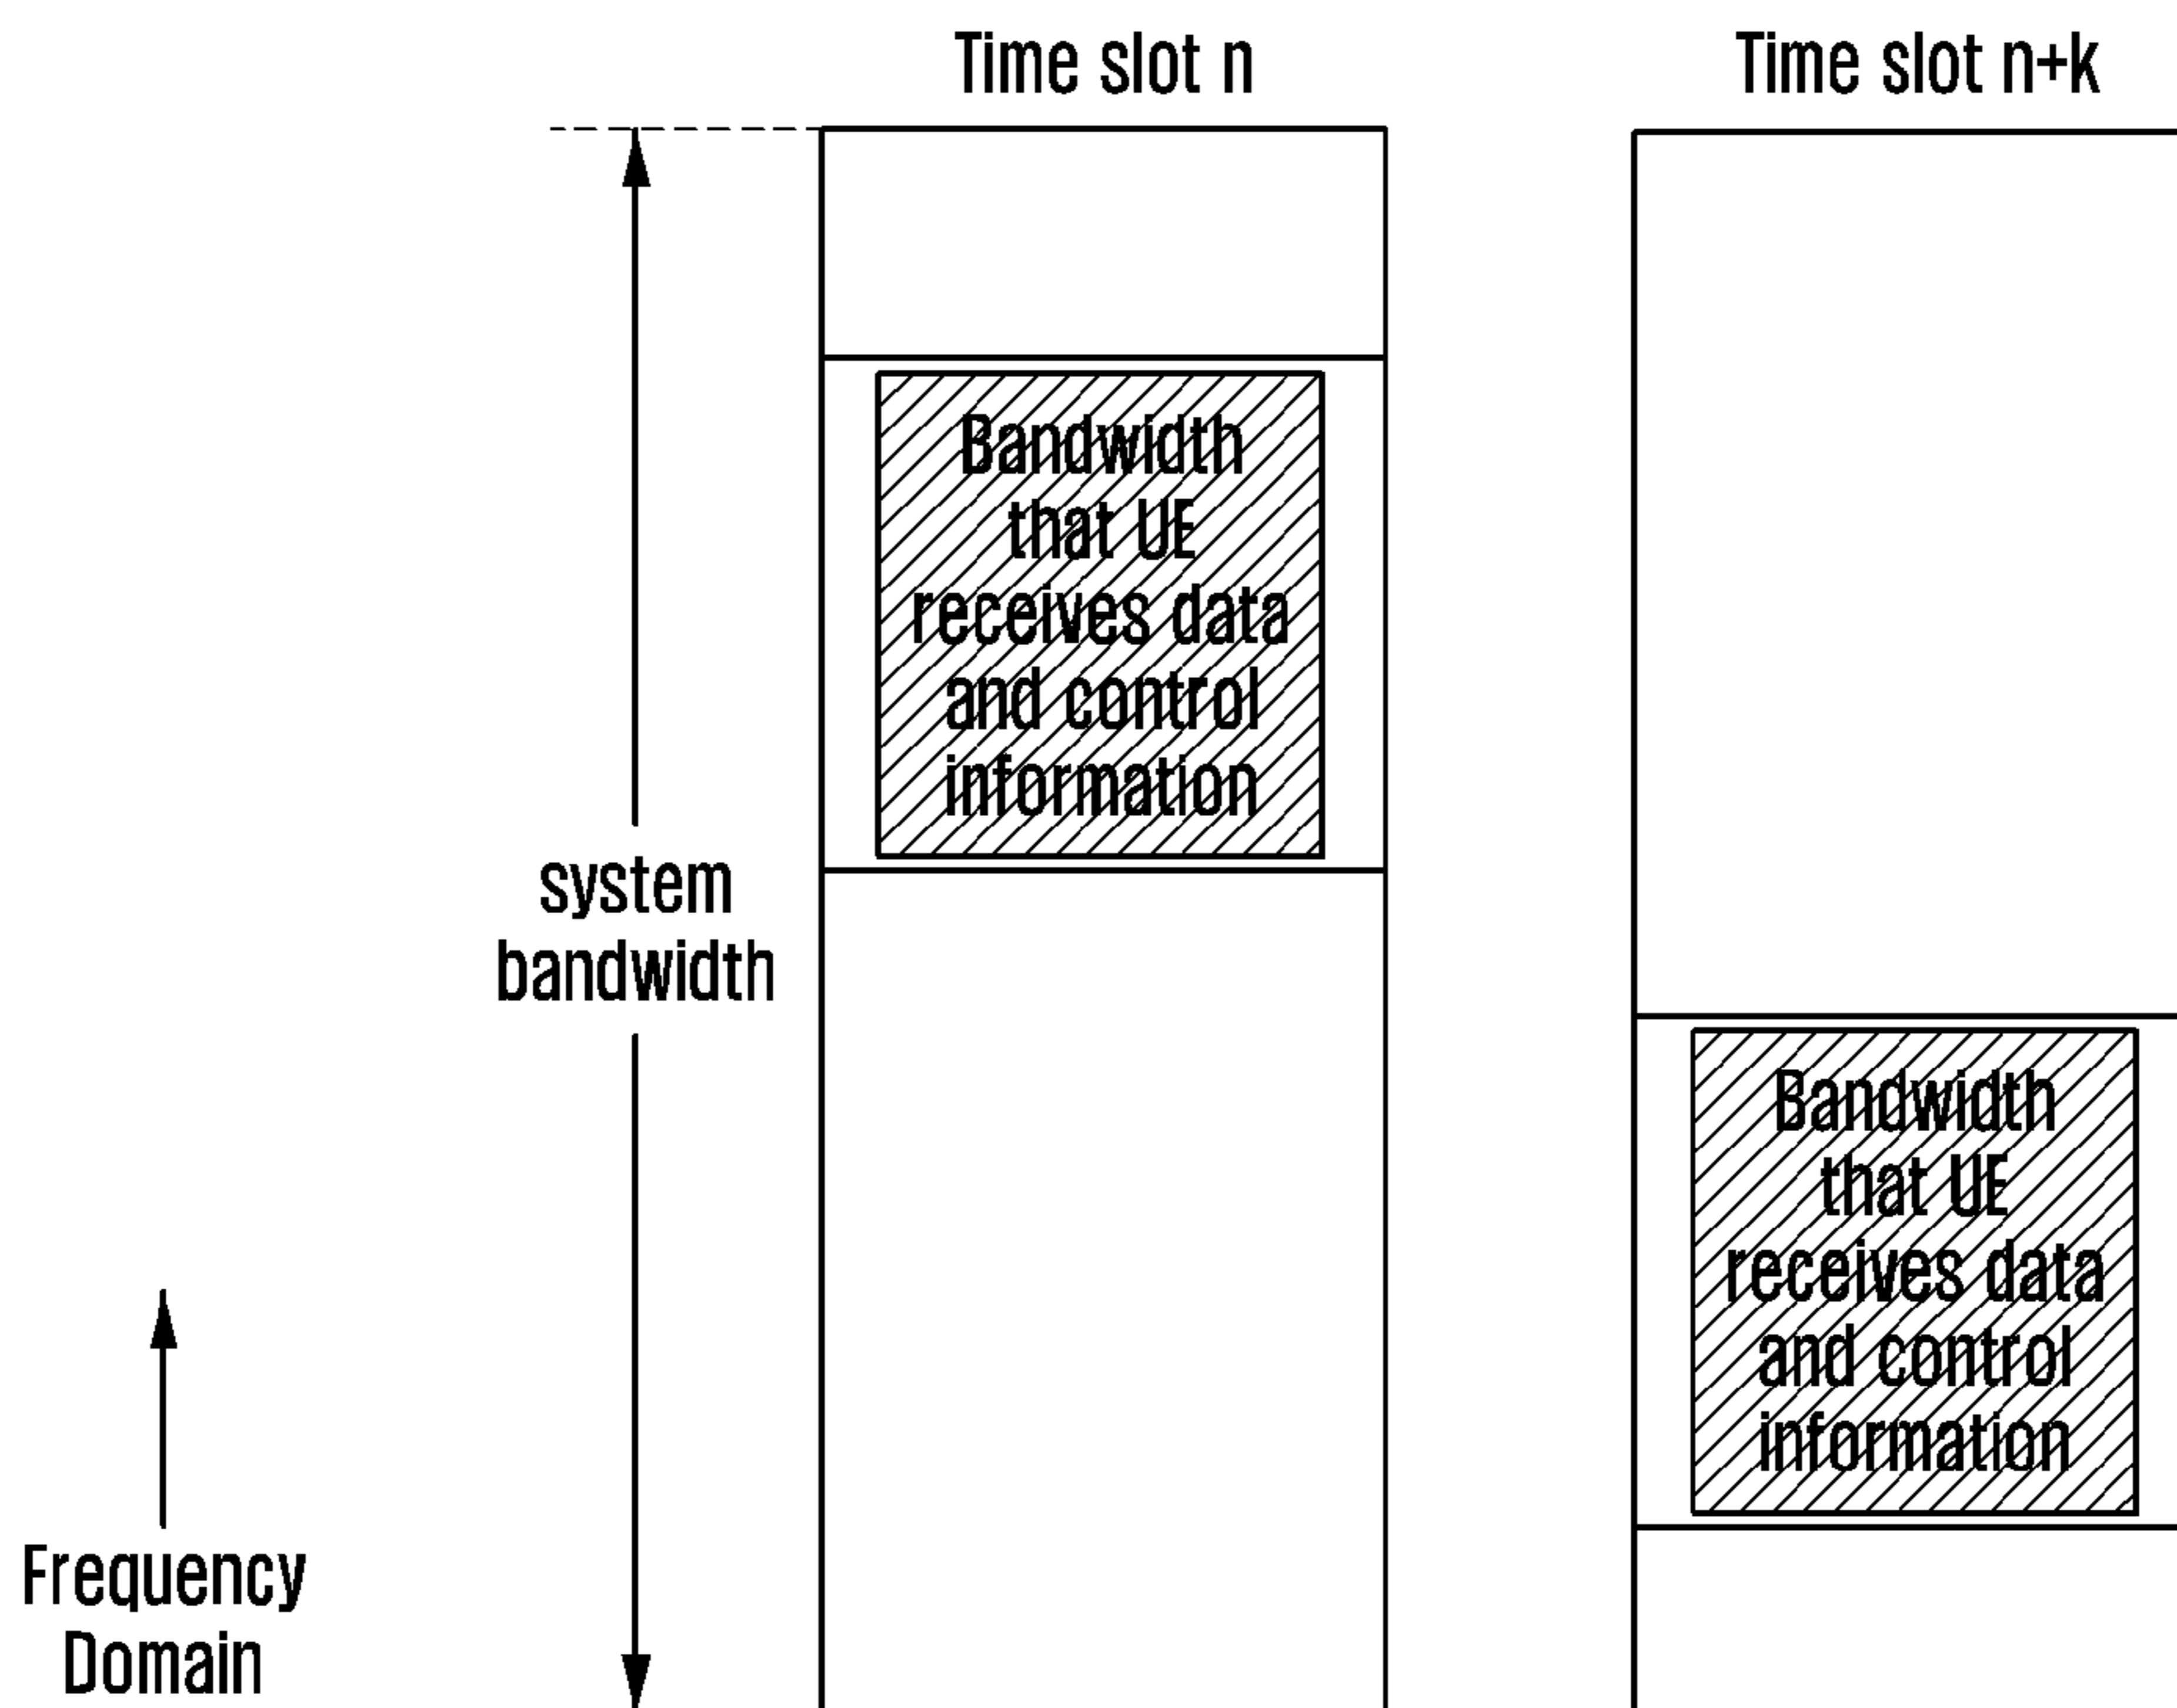 Time slot n
Time slot n+k
Bandwidth
that UE
receives data
and control
information
system
bandwidth
Bandwidth
that UE
receives data
and control
information
Frequency
Domain